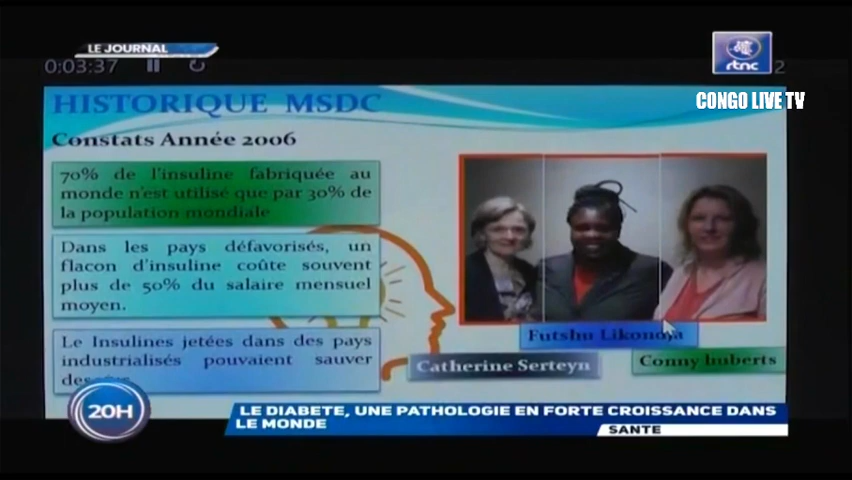 LE JOURNAL
rtnc
0:03:37
2
CONGO LIVE TV
HISTORIQUE MSDC
Constats Année 2006
70% de l'insuline fabriquée au
monde n'est utilisé que par 30% de
la population mondiale
Dans les pays défavorisés, un
flacon d'insuline coûte souvent
plus de 50% du salaire mensuel
moyen.
Le Insulines jetées dans des pays
industrialisés pouvaient sauver
Futshu
Catherine Serteyn
Conny huberts
20H
LE DIABETE, UNE PATHOLOGIE EN FORTE CROISSANCE DANS
LE MONDE
SANTE